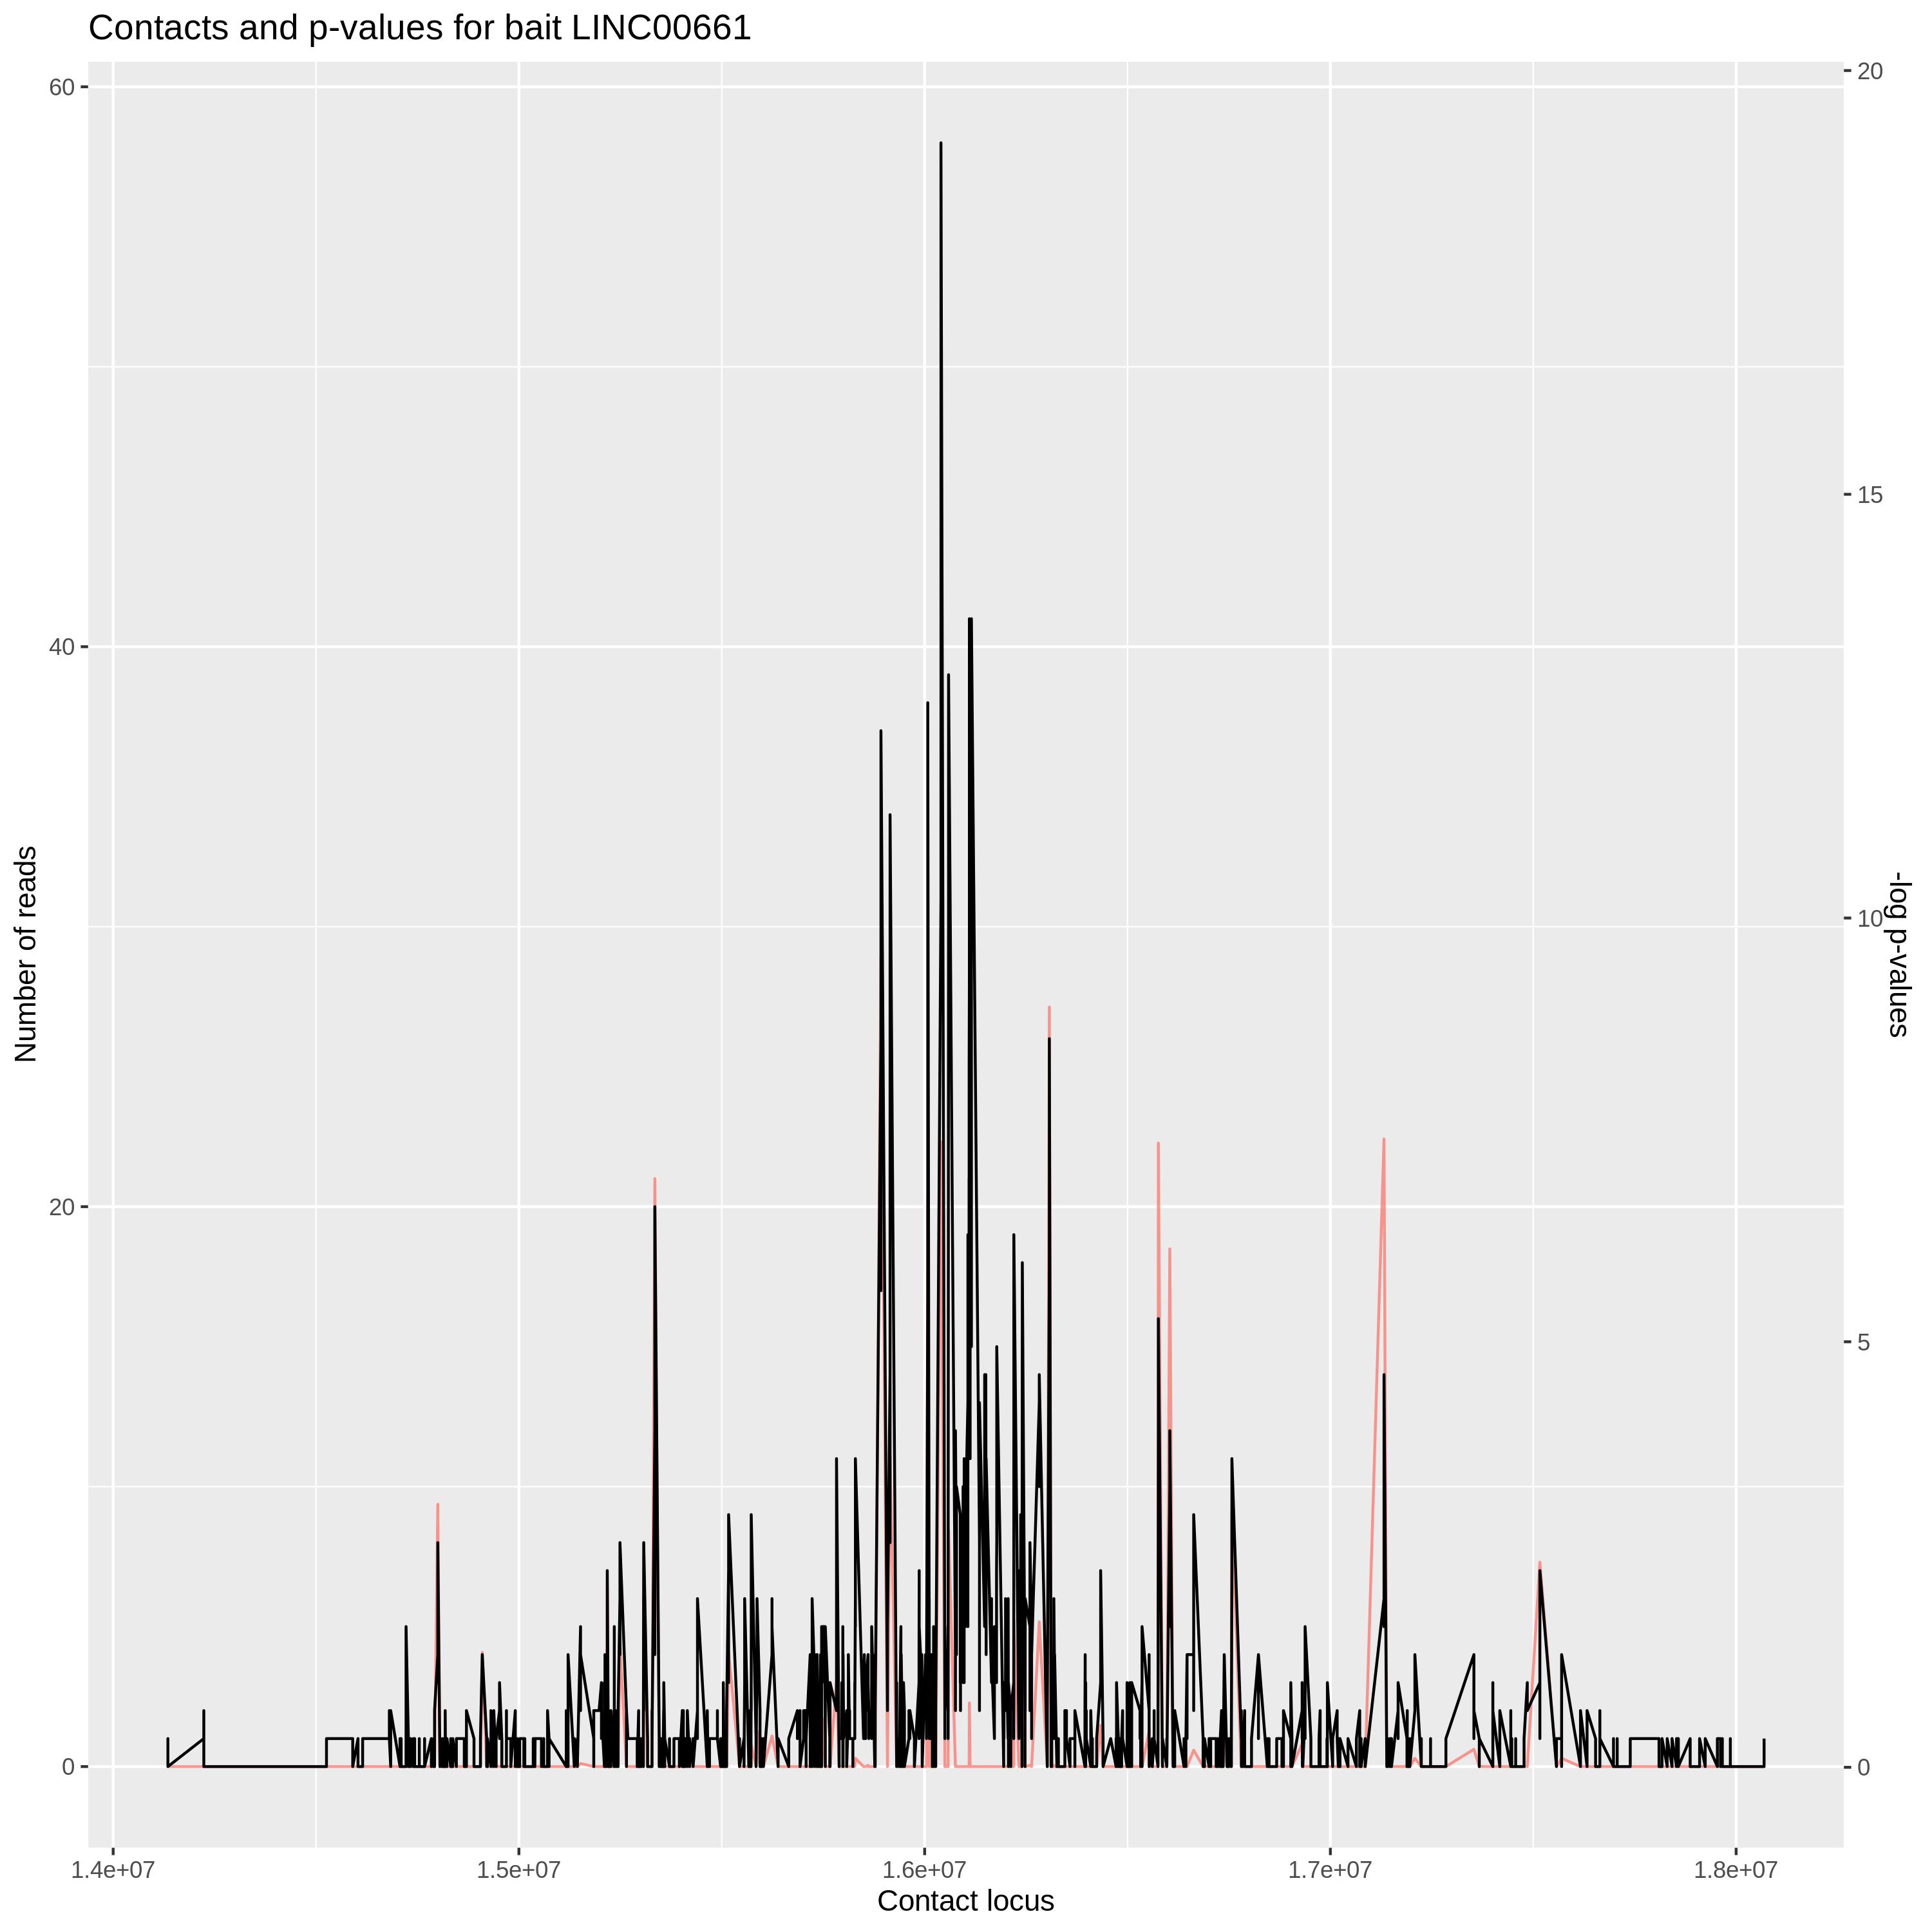 Contacts and p-values for bait LINC00661
60
40
20
0
Number of reads
20
15
10
5
0
-log p-values
1.4e+07 1.5e+07 1.6e+07 1.7e+07 1.8e+07
Contact locus